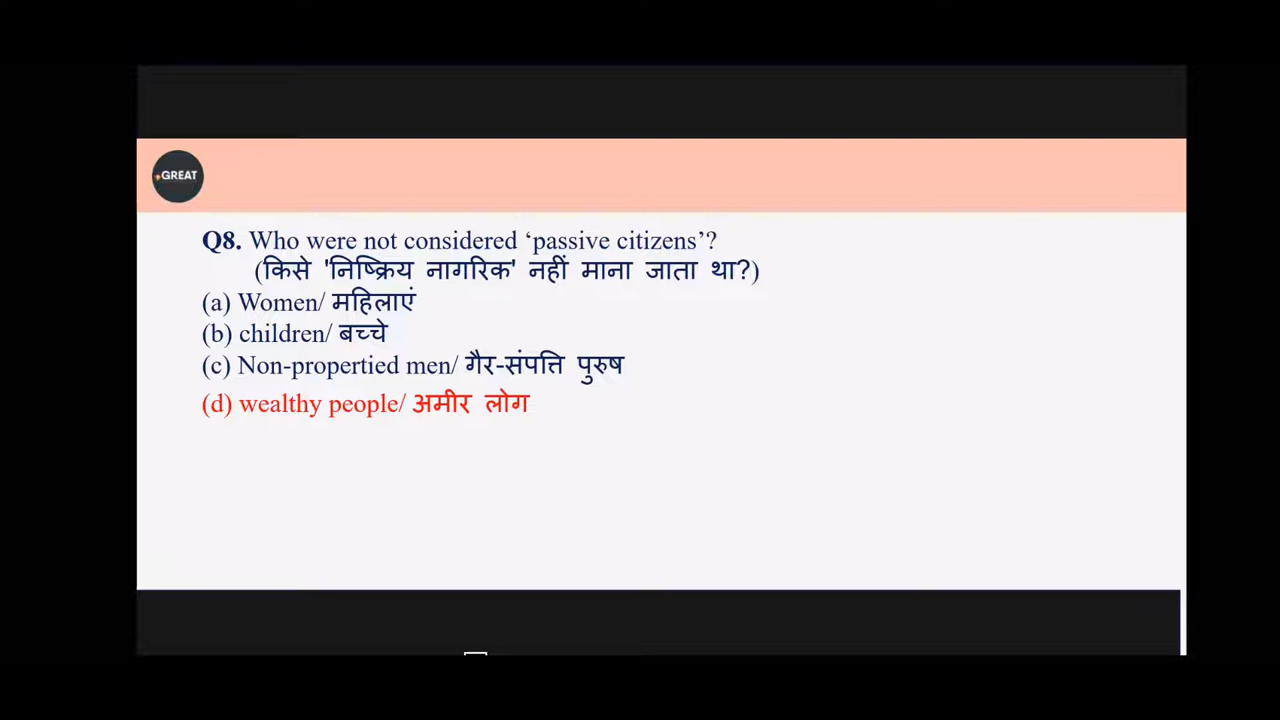 GREAT
Q8. Who were not considered ‘passive citizens’?
(किसे 'निष्क्रिय नागरिक' नहीं माना जाता था?)
(a) Women/ महिलाएं
(b) children/ बच्चे
(c) Non-propertied men/ गैर-संपत्ति पुरुष
(d) wealthy people/ अमीर लोग